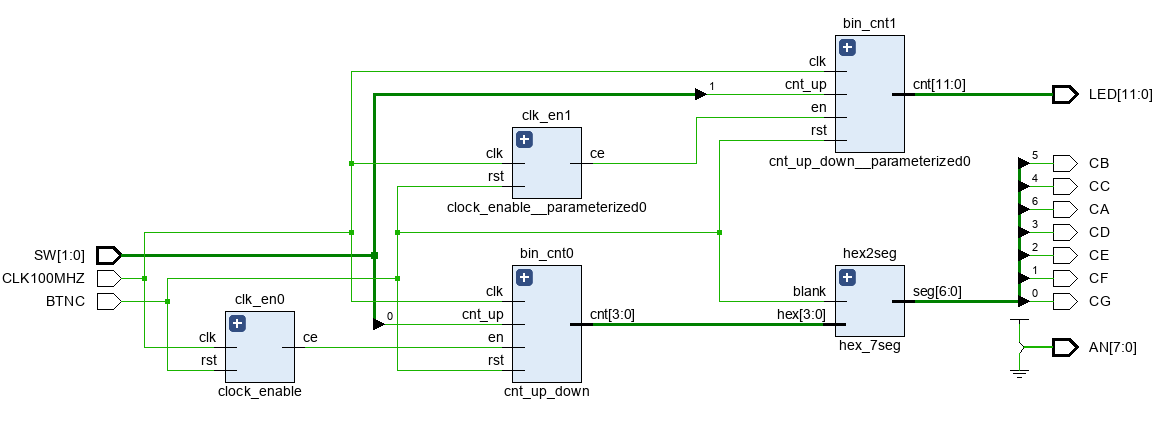 bin_cnt1
clk
cnt_up
en
rst
cnt[11:0]
cnt_up_down__parameterized0
1
LED[11:0]
clk_en1
clk
rst
ce
clock_enable__parameterized0
5
CB
4
CC
6
CA
3
CD
2
CE
1
CF
0
CG
SW[1:0]
CLK100MHZ
BTNC
clk_en0
clk
rst
ce
clock_enable
bin_cnt0
clk
0
cnt_up
en
rst
cnt[3:0]
cnt_up_down
hex2seg
blank
hex[3:0]
seg[6:0]
hex_7seg
AN[7:0]